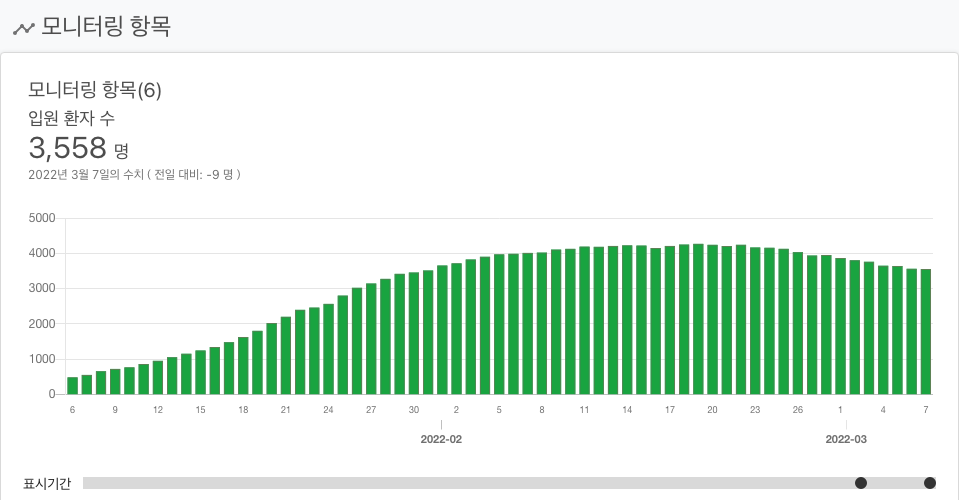 모니터링 항목
모니터링 항목(6)
입원 환자 수
3,558 명
2022년 3월 7일의 수치 ( 전일 대비: -9 명 )
5000
4000
3000
2000
1000
0
6 9 12 15 18 21 24 27 30 2 5 8 11 14 17 20 23 26 1 4 7
2022-02 2022-03
표시기간